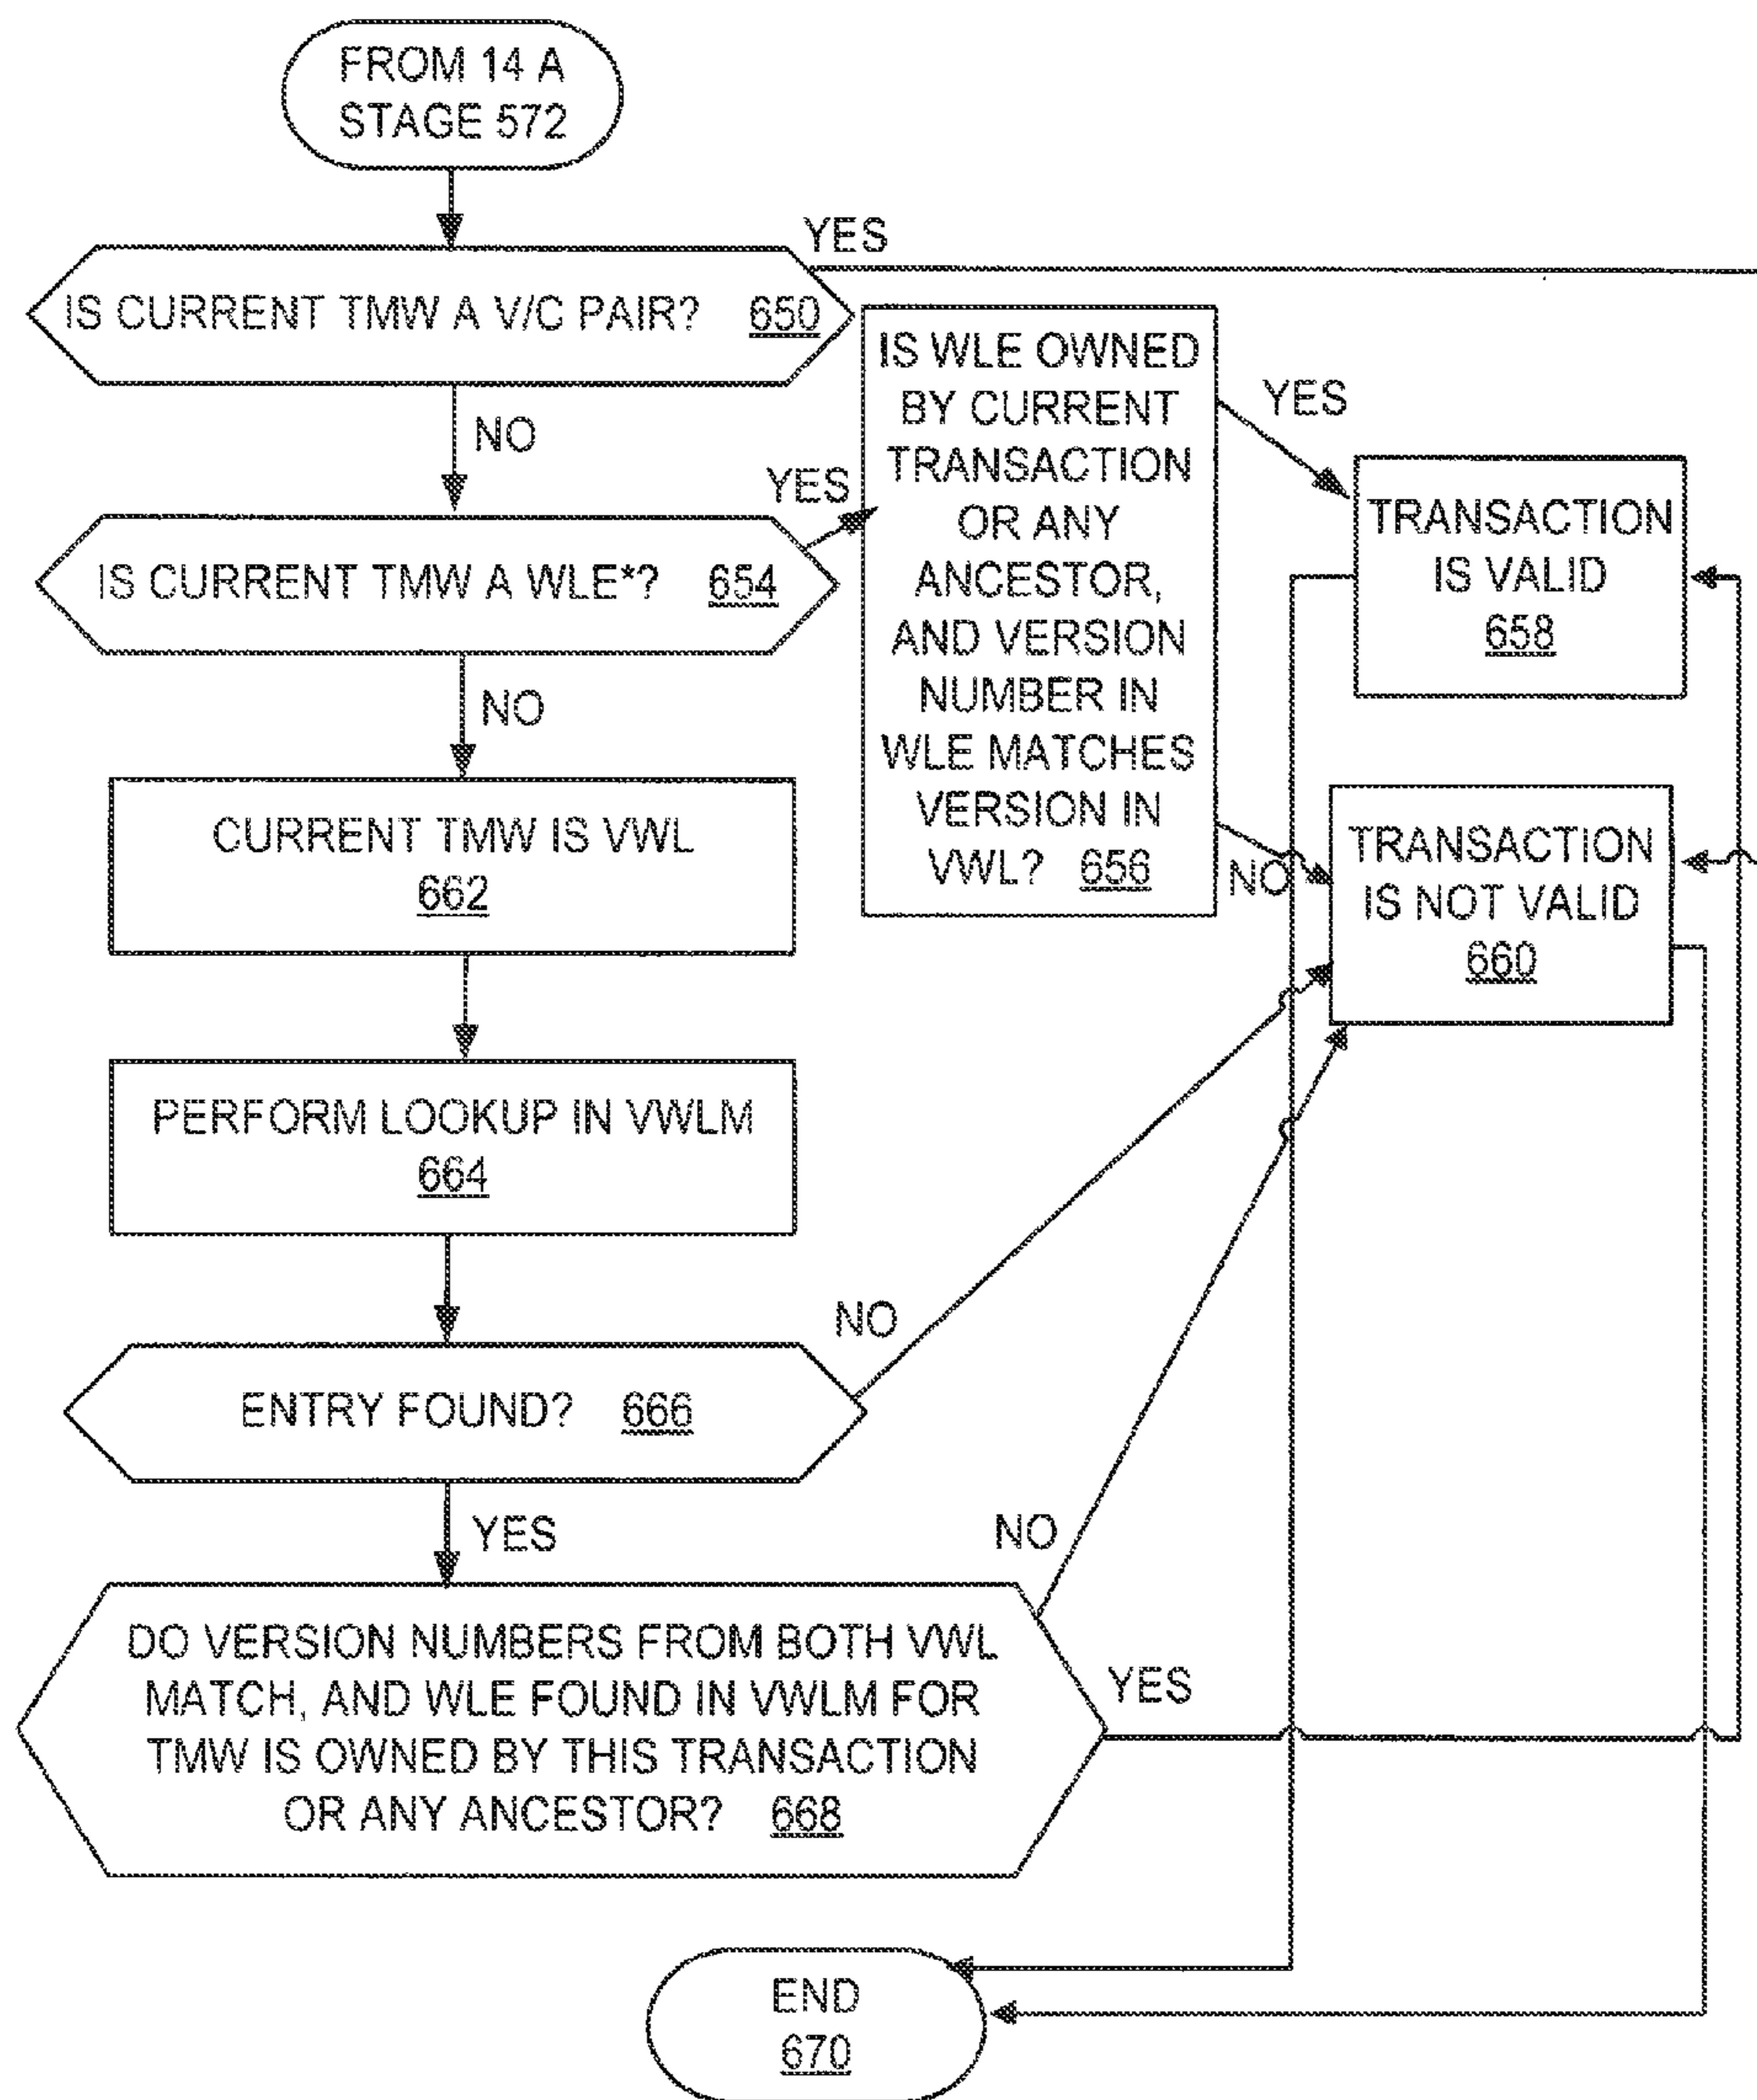 FROM 14 A
STAGE 572
YES
IS CURRENT TMW A V/C PAIR? 650
NO
IS WLE OWNED
BY CURRENT
TRANSACTION
OR ANY
ANCESTOR,
AND VERSION
NUMBER IN
WLE MATCHES
VERSION IN
VWL? 656
YES
NO
YES
IS CURRENT TMW A WLE*? 654
NO
TRANSACTION
IS VALID
658
TRANSACTION
IS NOT VALID
660
CURRENT TMW IS VWL
662
PERFORM LOOKUP IN VWLM
664
NO
ENTRY FOUND? 666
YES
NO
DO VERSION NUMBERS FROM BOTH VWL
MATCH, AND WLE FOUND IN VWLM FOR
TMW IS OWNED BY THIS TRANSACTION
OR ANY ANCESTOR? 668
YES
END
670